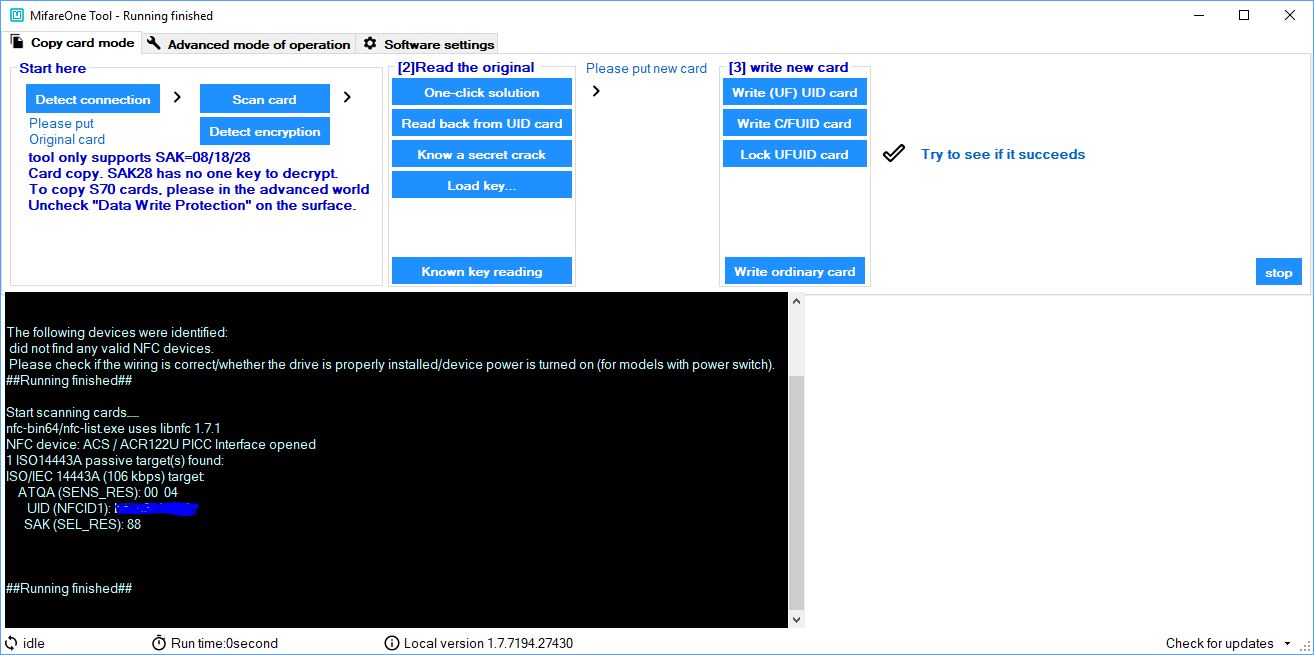 MifareOne Tool - Running finished
Copy card mode
Advanced mode of operation
Software settings
Start here
Detect connection
Scan card
Please put
Original card
Detect encryption
tool only supports SAK=08/18/28
Card copy. SAK28 has no one key to decrypt.
To copy S70 cards, please in the advanced world
Uncheck "Data Write Protection" on the surface.
[2]Read the original
One-click solution
Read back from UID card
Know a secret crack
Load key...
Known key reading
Please put new card
[3] write new card
Write (UF) UID card
Write C/FUID card
Lock UFUID card
Write ordinary card
Try to see if it succeeds
stop
The following devices were identified:
did not find any valid NFC devices.
Please check if the wiring is correct/whether the drive is properly installed/device power is turned on (for models with power switch).
##Running finished##
Start scanning cards......
nfc-bin64/nfc-list.exe uses libnfc 1.7.1
NFC device: ACS / ACR122U PICC Interface opened
1 ISO14443A passive target(s) found:
ISO/IEC 14443A (106 kbps) target:
ATQA (SENS_RES): 00 04
UID (NFCID1):
SAK (SEL_RES): 88
##Running finished##
idle
Run time:0second
Local version 1.7.7194.27430
Check for updates